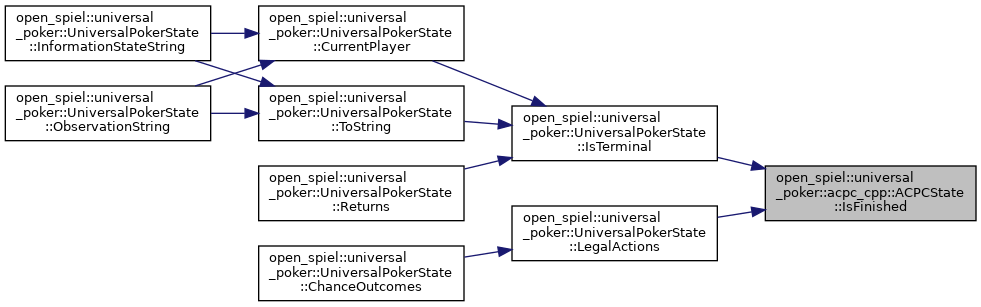 open_spiel::universal
_poker::UniversalPokerState
::InformationStateString
open_spiel::universal
_poker::UniversalPokerState
::CurrentPlayer
open_spiel::universal
_poker::UniversalPokerState
::ObservationString
open_spiel::universal
_poker::UniversalPokerState
::ToString
open_spiel::universal
_poker::UniversalPokerState
::IsTerminal
open_spiel::universal
_poker::acpc_cpp::ACPCState
::IsFinished
open_spiel::universal
_poker::UniversalPokerState
::Returns
open_spiel::universal
_poker::UniversalPokerState
::LegalActions
open_spiel::universal
_poker::UniversalPokerState
::ChanceOutcomes